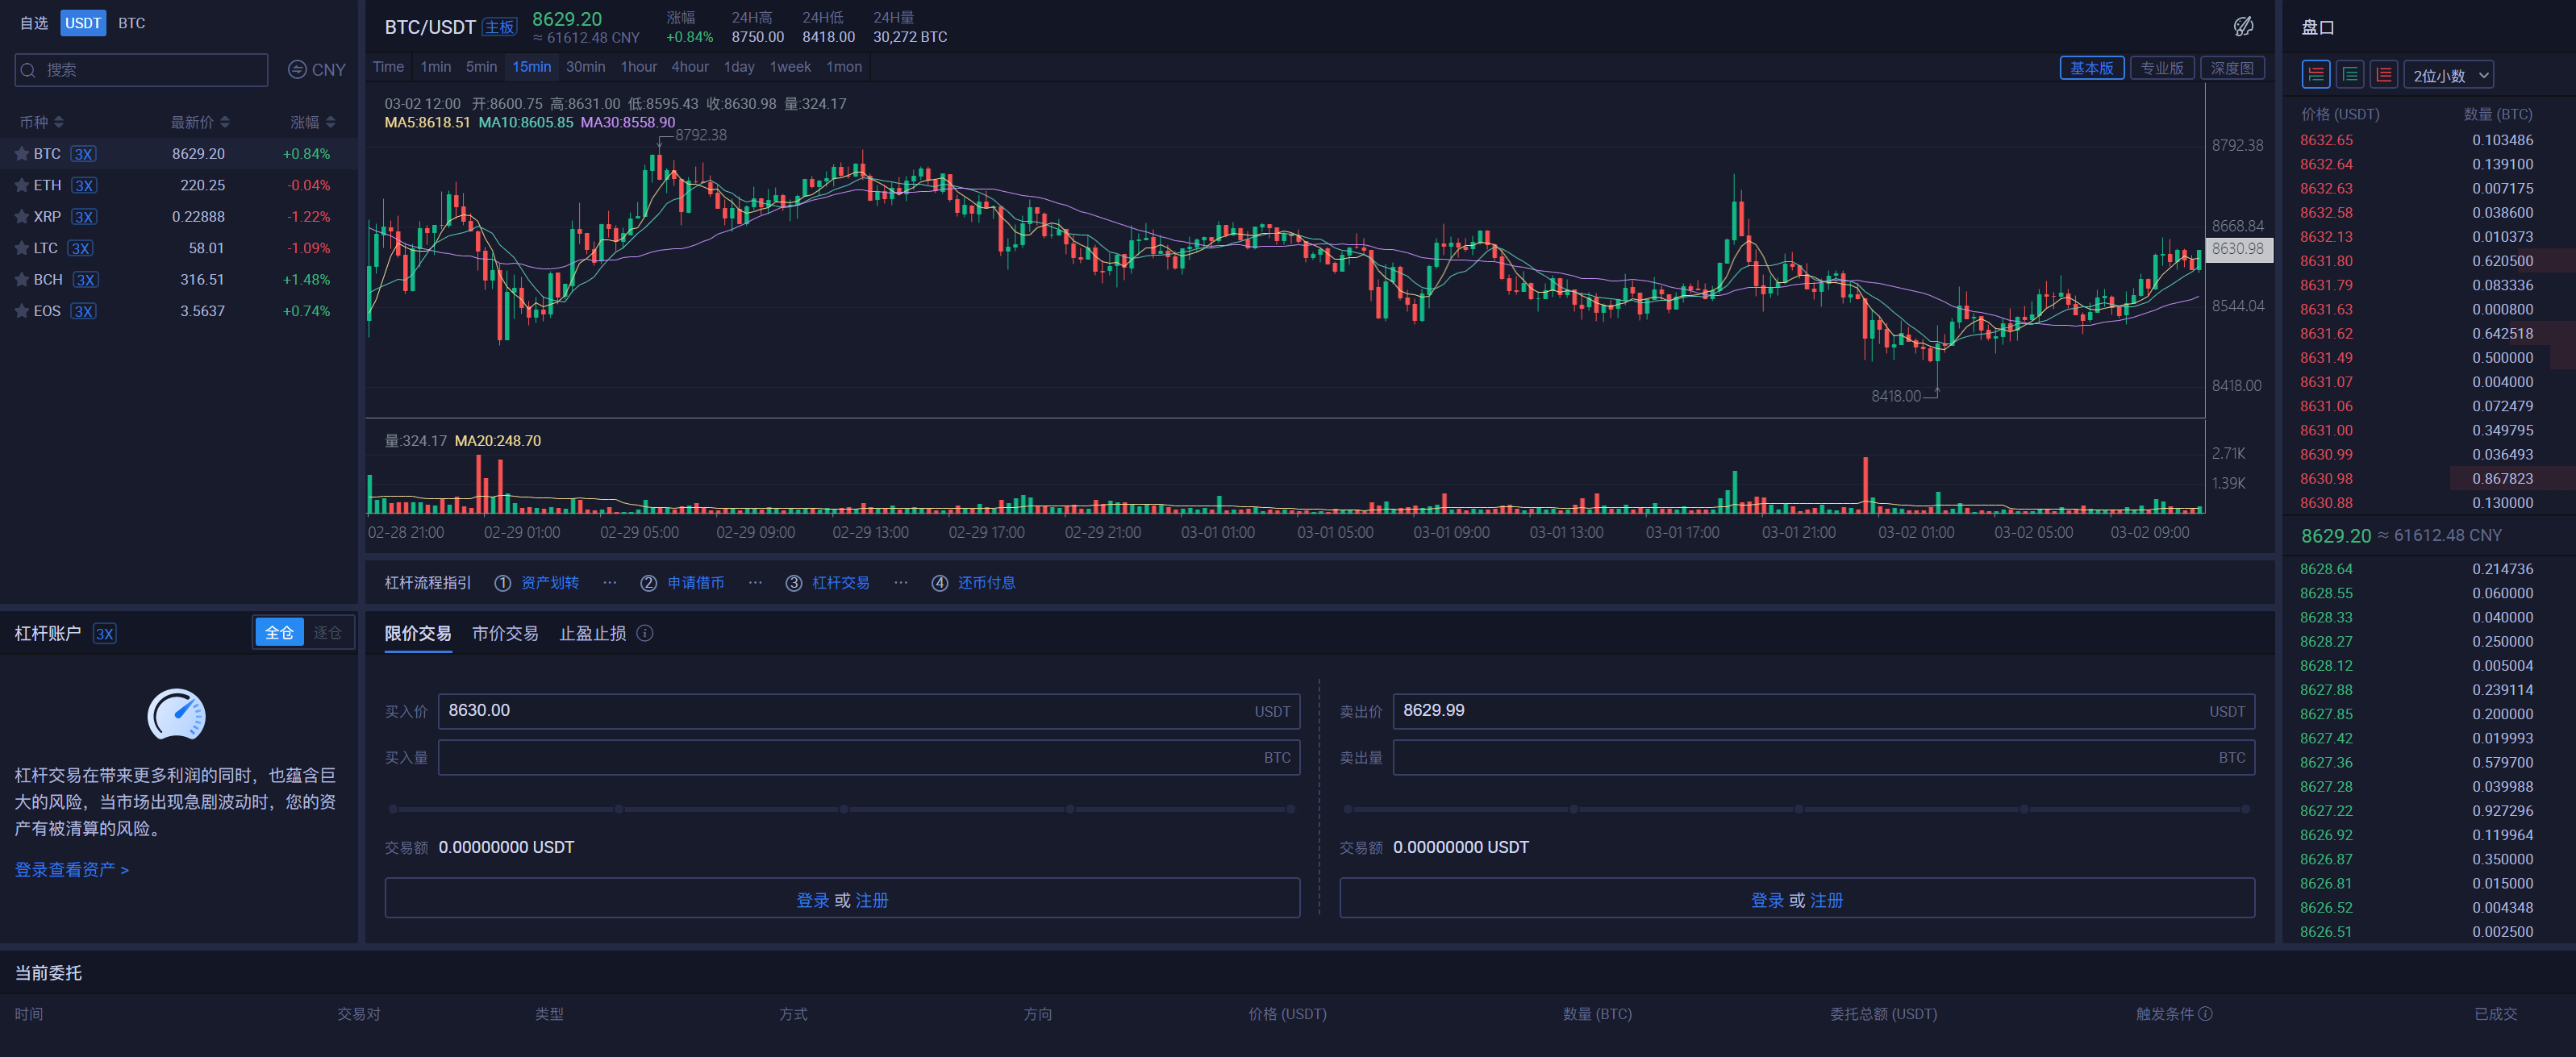 自选 USDT BTC
搜索 CNY
币种 最新价 涨幅
BTC 3X 8629.20 +0.84%
ETH 3X 220.25 -0.04%
XRP 3X 0.22888 -1.22%
LTC 3X 58.01 -1.09%
BCH 3X 316.51 +1.48%
EOS 3X 3.5637 +0.74%
杠杆账户 3X 全仓 逐仓
杠杆交易在带来更多利润的同时，也蕴含巨
大的风险，当市场出现急剧波动时，您的资
产有被清算的风险。
登录查看资产 >
BTC/USDT 主板 8629.20 ≈ 61612.48 CNY
涨幅 24H高 24H低 24H量
+0.84% 8750.00 8418.00 30,272 BTC
Time 1min 5min 15min 30min 1hour 4hour 1day 1week 1mon
基本版 专业版 深度图
03-02 12:00 开:8600.75 高:8631.00 低:8595.43 收:8630.98 量:324.17
MA5:8618.51 MA10:8605.85 MA30:8558.90
8792.38
8792.38
8668.84
8630.98
8544.04
8418.00
8418.00
量:324.17 MA20:248.70
2.71K
1.39K
02-28 21:00 02-29 01:00 02-29 05:00 02-29 09:00 02-29 13:00 02-29 17:00 02-29 21:00 03-01 01:00 03-01 05:00 03-01 09:00 03-01 13:00 03-01 17:00 03-01 21:00 03-02 01:00 03-02 05:00 03-02 09:00
杠杆流程指引 ① 资产划转 ··· ② 申请借币 ··· ③ 杠杆交易 ··· ④ 还币付息
限价交易 市价交易 止盈止损
买入价 8630.00 USDT
买入量 BTC
交易额 0.00000000 USDT
登录 或 注册
卖出价 8629.99 USDT
卖出量 BTC
交易额 0.00000000 USDT
登录 或 注册
盘口
2位小数
价格 (USDT) 数量 (BTC)
8632.65 0.103486
8632.64 0.139100
8632.63 0.007175
8632.58 0.038600
8632.13 0.010373
8631.80 0.620500
8631.79 0.083336
8631.63 0.000800
8631.62 0.642518
8631.49 0.500000
8631.07 0.004000
8631.06 0.072479
8631.00 0.349795
8630.99 0.036493
8630.98 0.867823
8630.88 0.130000
8629.20 ≈ 61612.48 CNY
8628.64 0.214736
8628.55 0.060000
8628.33 0.040000
8628.27 0.250000
8628.12 0.005004
8627.88 0.239114
8627.85 0.200000
8627.42 0.019993
8627.36 0.579700
8627.28 0.039988
8627.22 0.927296
8626.92 0.119964
8626.87 0.350000
8626.81 0.015000
8626.52 0.004348
8626.51 0.002500
当前委托
时间 交易对 类型 方式 方向 价格 (USDT) 数量 (BTC) 委托总额 (USDT) 触发条件 已成交